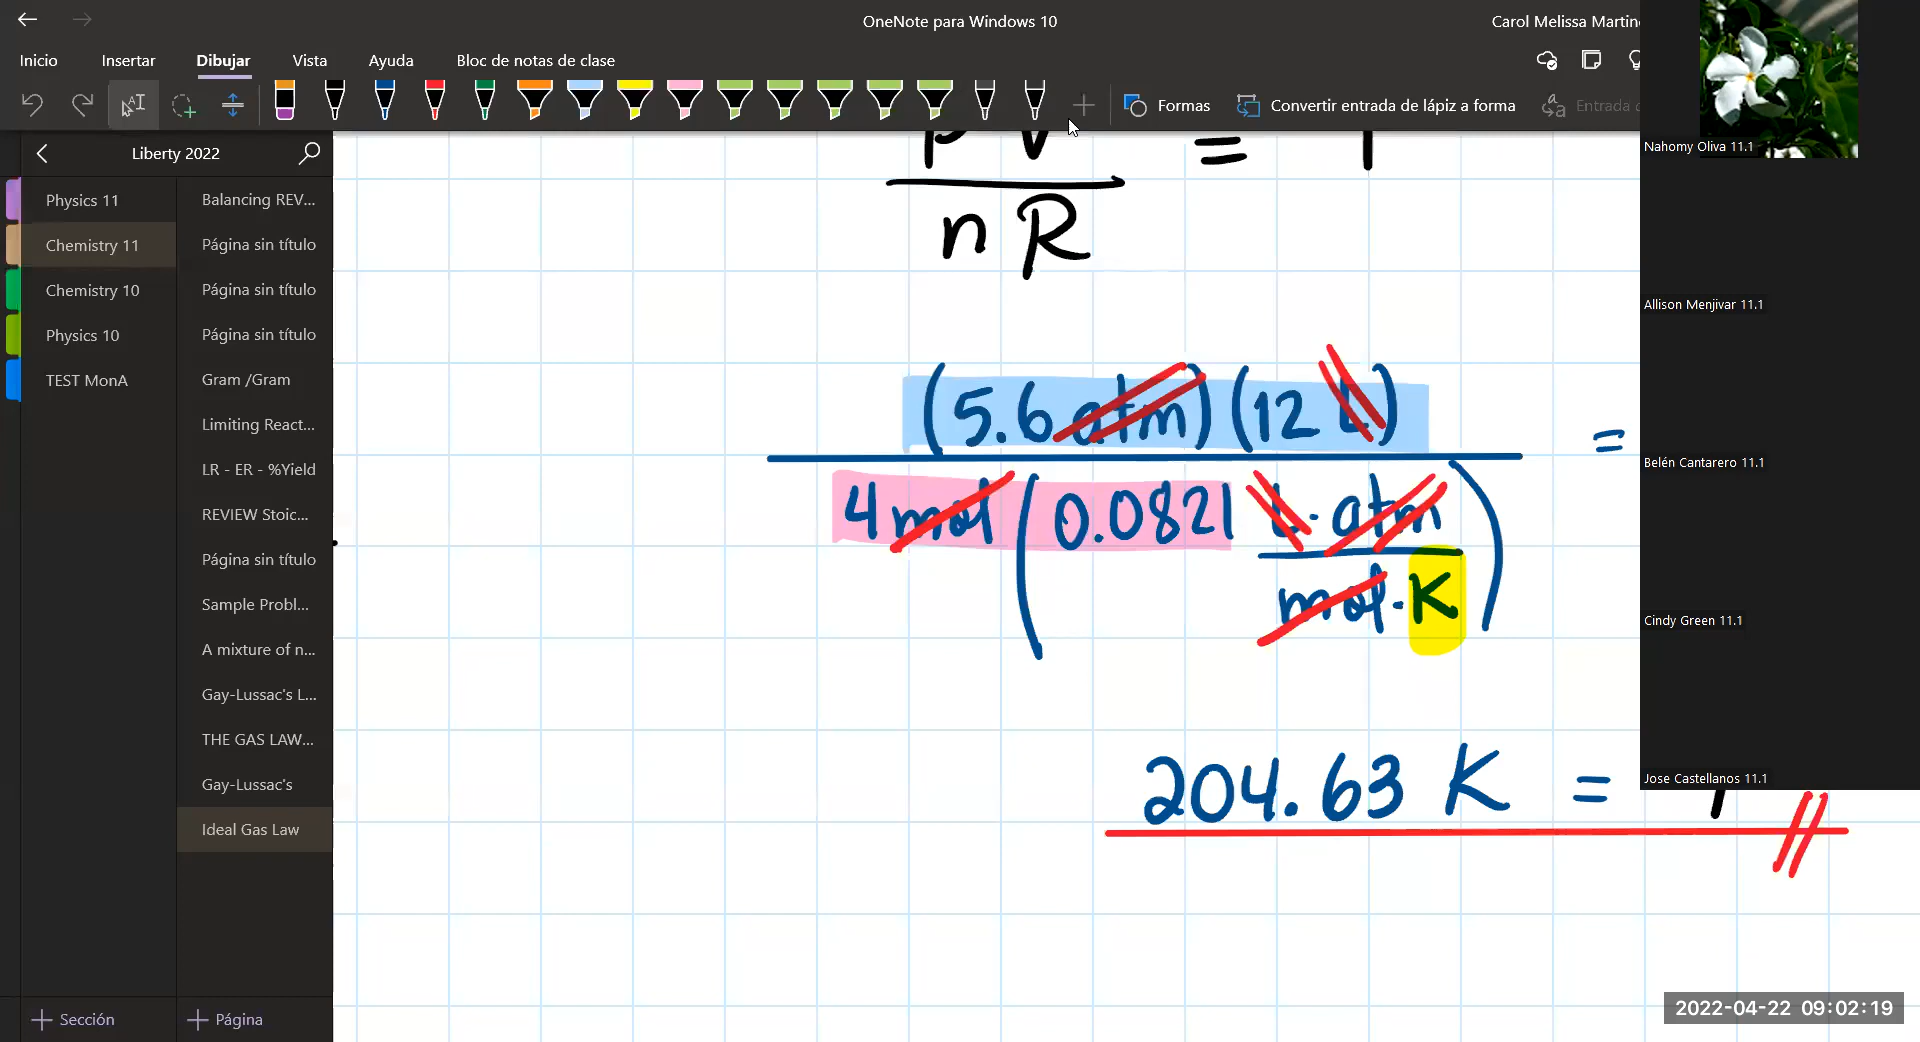 OneNote para Windows 10
Carol Melissa Martin
Inicio Insertar Dibujar Vista Ayuda Bloc de notas de clase
Formas Convertir entrada de lápiz a forma Entrada
Liberty 2022
Physics 11
Chemistry 11
Chemistry 10
Physics 10
TEST MonA
Balancing REV...
Página sin título
Página sin título
Página sin título
Gram /Gram
Limiting React...
LR - ER - %Yield
REVIEW Stoic...
Página sin título
Sample Probl...
A mixture of n...
Gay-Lussac's L...
THE GAS LAW...
Gay-Lussac's
Ideal Gas Law
+ Sección + Página
P V =
n R
(5.6 atm) (12 L) =
4 mol ( 0.0821 L · atm
mol · K )
204.63 K =
Nahomy Oliva 11.1
Allison Menjivar 11.1
Belén Cantarero 11.1
Cindy Green 11.1
Jose Castellanos 11.1
2022-04-22 09:02:19